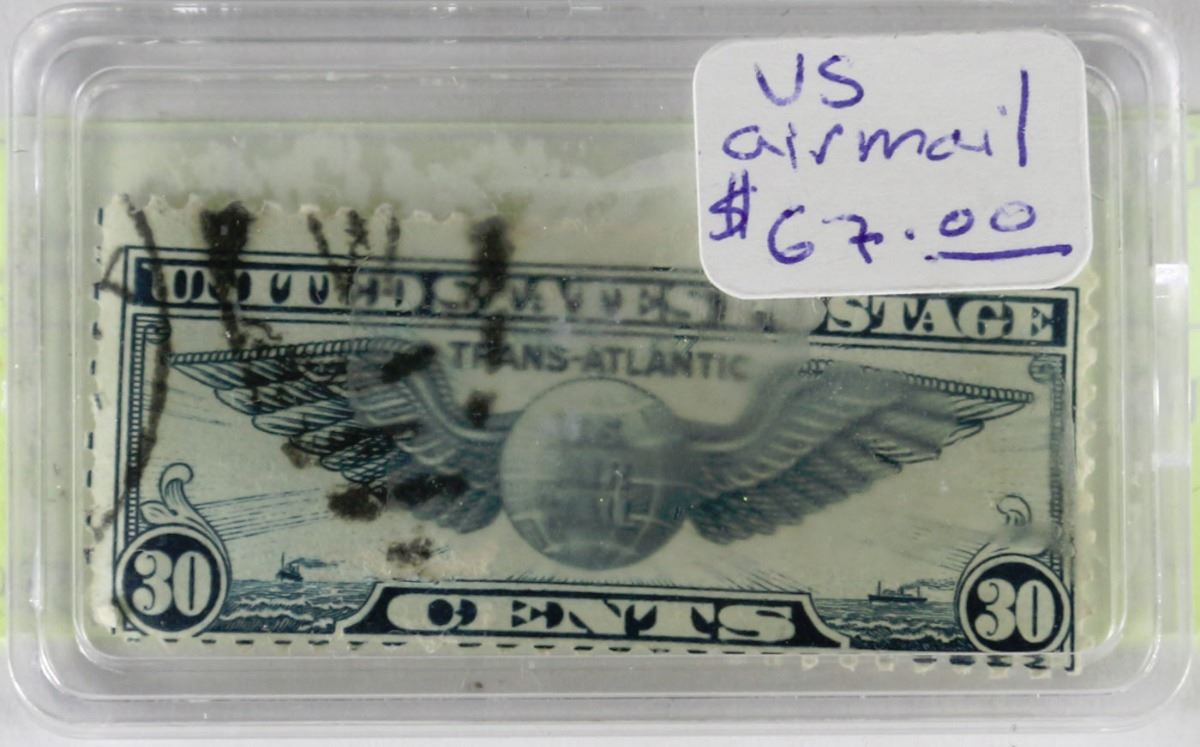 US
airmail
$67.00
UNITED STATES POSTAGE
TRANS-ATLANTIC
U.S.
30 CENTS 30